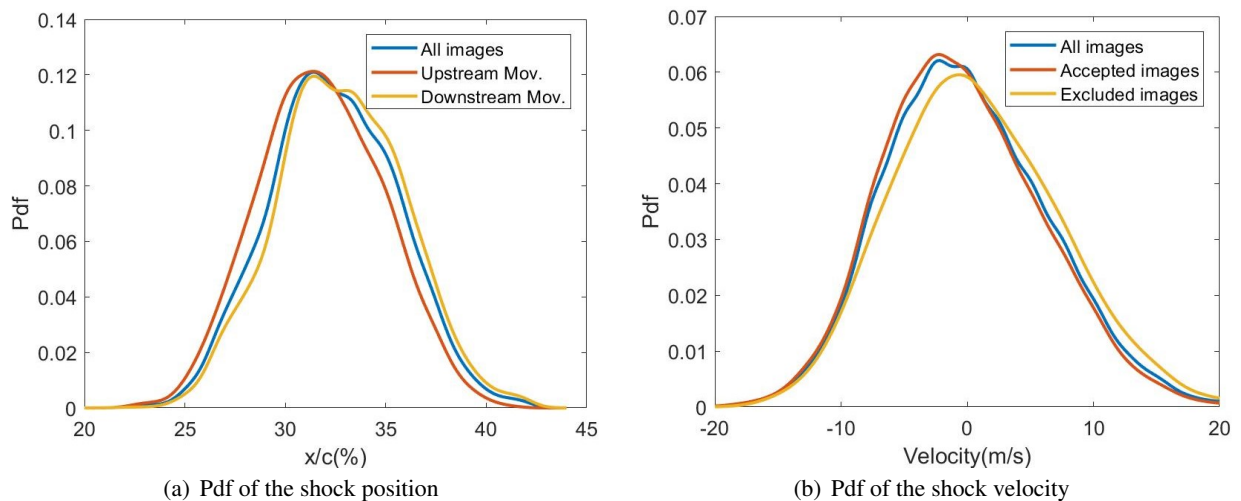 0.14
0.12
0.1
0.08
0.06
0.04
0.02
0
Pdf
20
25
30
35
40
45
x/c(%)
All images
Upstream Mov.
Downstream Mov.
(a) Pdf of the shock position
0.07
0.06
0.05
0.04
0.03
0.02
0.01
0
Pdf
-20
-10
0
10
20
Velocity(m/s)
All images
Accepted images
Excluded images
(b) Pdf of the shock velocity